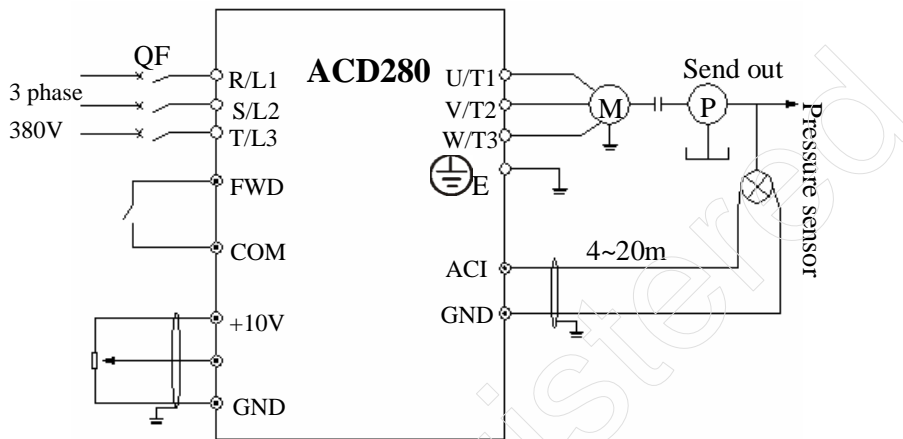 QF
3 phase
380V
R/L1
S/L2
T/L3
FWD
COM
+10V
GND
ACD280
U/T1
V/T2
W/T3
E
ACI
GND
M
P
Send out
Pressure sensor
4~20m
istered